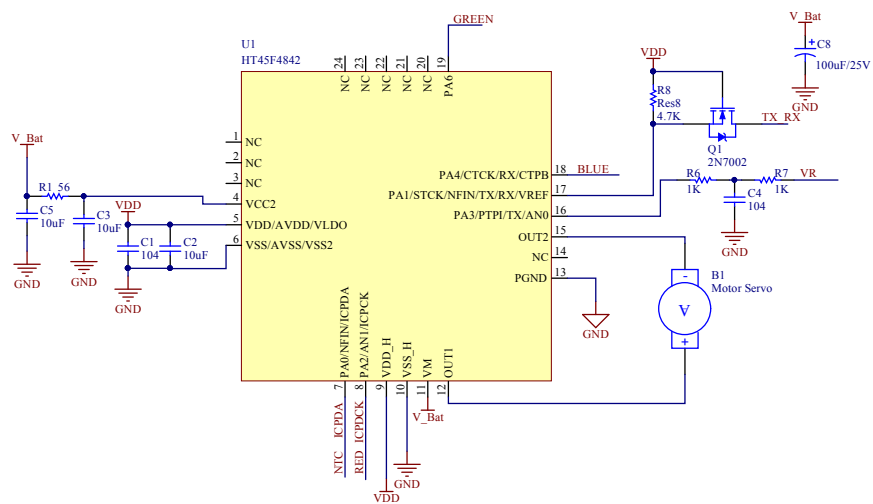 GREEN
V_Bat
U1
HT45F4842
C8
100uF/25V
GND
24
23
22
21
20
19
NC
NC
NC
NC
NC
PA6
VDD
R8
Res8
4.7K
TX_RX
Q1
2N7002
1
NC
2
NC
3
NC
4
VCC2
5
VDD/AVDD/VLDO
6
VSS/AVSS/VSS2
V_Bat
R1 56
C5
10uF
C3
10uF
GND
GND
VDD
C1
104
C2
10uF
GND
PA4/CTCK/RX/CTPB
18
BLUE
PA1/STCK/NFIN/TX/RX/VREF
17
PA3/PTPI/TX/AN0
16
OUT2
15
NC
14
PGND
13
R6
1K
R7
1K
VR
C4
104
GND
GND
B1
Motor Servo
-
A
+
PA0/NFIN/ICPDA
PA2/AN1/ICPCK
VDD_H
VSS_H
VM
OUT1
7
8
9
10
11
12
NTC ICPDA
RED ICPDCK
VDD
GND
V_Bat